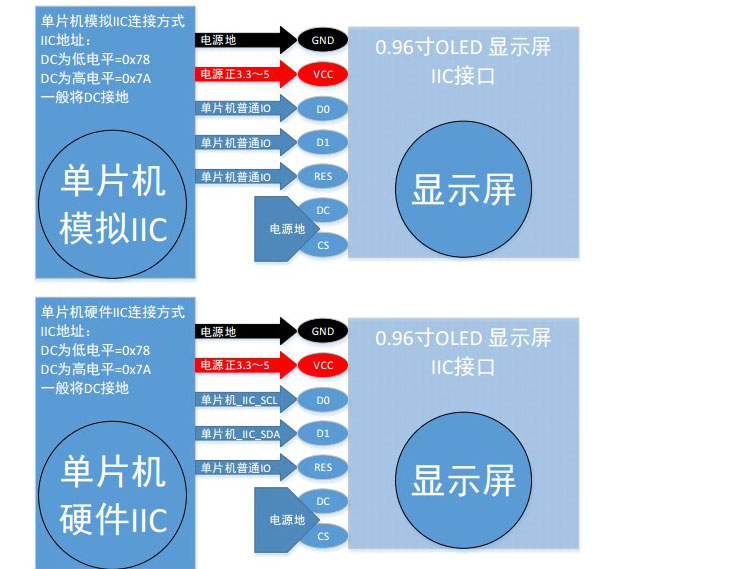 单片机模拟IIC连接方式
IIC地址：
DC为低电平=0x78
DC为高电平=0x7A
一般将DC接地
单片机
模拟IIC
电源地
GND
电源正3.3～5
VCC
单片机普通IO
D0
单片机普通IO
D1
单片机普通IO
RES
电源地
DC
CS
0.96寸OLED 显示屏
IIC接口
显示屏
单片机硬件IIC连接方式
IIC地址：
DC为低电平=0x78
DC为高电平=0x7A
一般将DC接地
单片机
硬件IIC
电源地
GND
电源正3.3～5
VCC
单片机_IIC_SCL
D0
单片机_IIC_SDA
D1
单片机普通IO
RES
电源地
DC
CS
0.96寸OLED 显示屏
IIC接口
显示屏